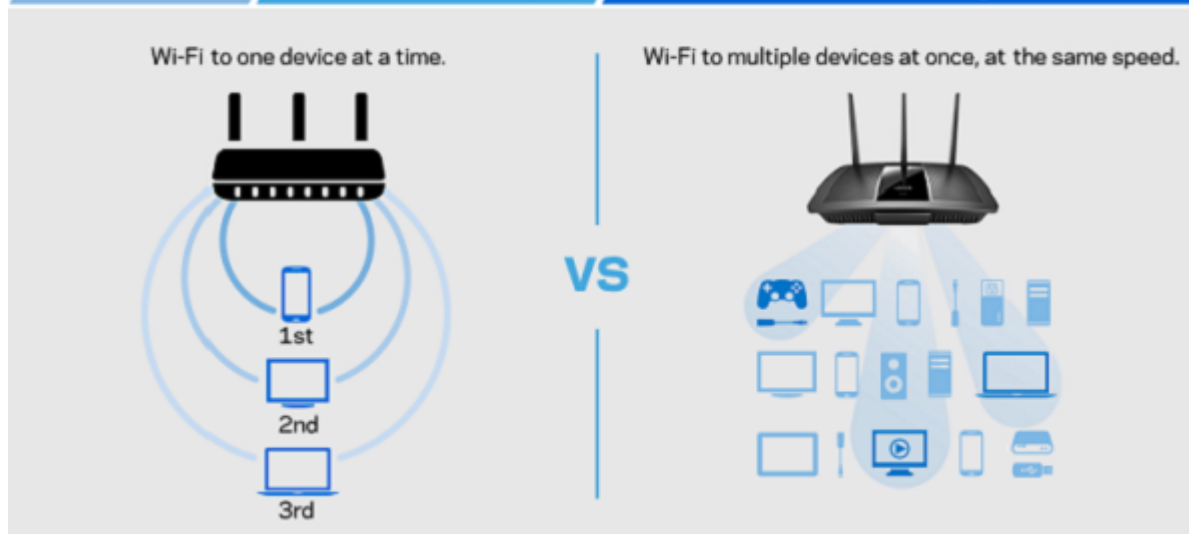 Wi-Fi to one device at a time.
1st
2nd
3rd
VS
Wi-Fi to multiple devices at once, at the same speed.